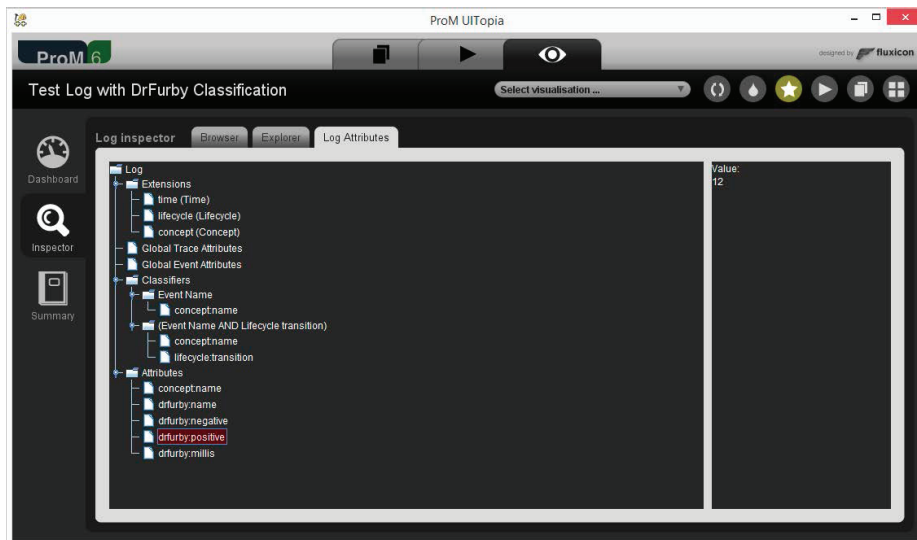 ProM UITopia
ProM 6
designed by fluxicon
Test Log with DrFurby Classification
Select visualisation ...
Log inspector Browser Explorer Log Attributes
Dashboard
Inspector
Summary
Log
Extensions
time (Time)
lifecycle (Lifecycle)
concept (Concept)
Global Trace Attributes
Global Event Attributes
Classifiers
Event Name
concept:name
(Event Name AND Lifecycle transition)
concept:name
lifecycle:transition
Attributes
concept:name
drfurby:name
drfurby:negative
drfurby:positive
drfurby:millis
Value:
12